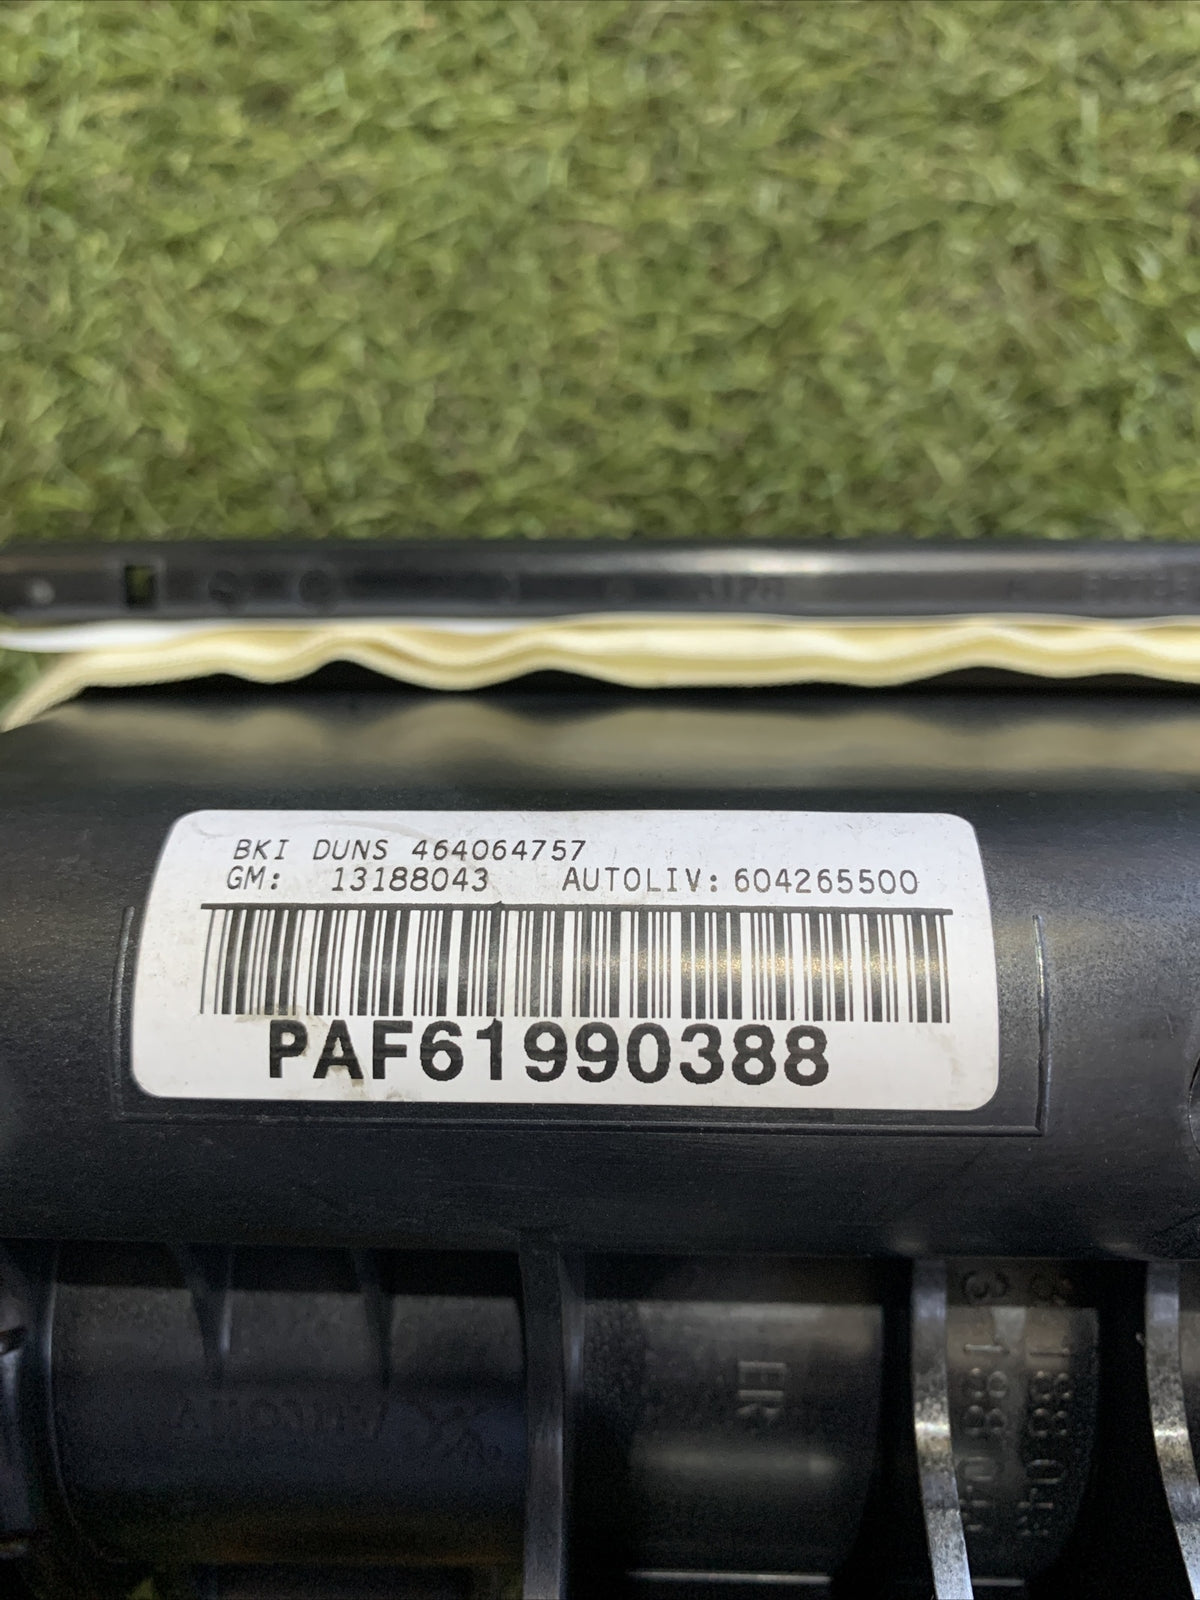 BKI DUNS 464064757
GM: 13188043 AUTOLIV: 604265500
PAF61990388